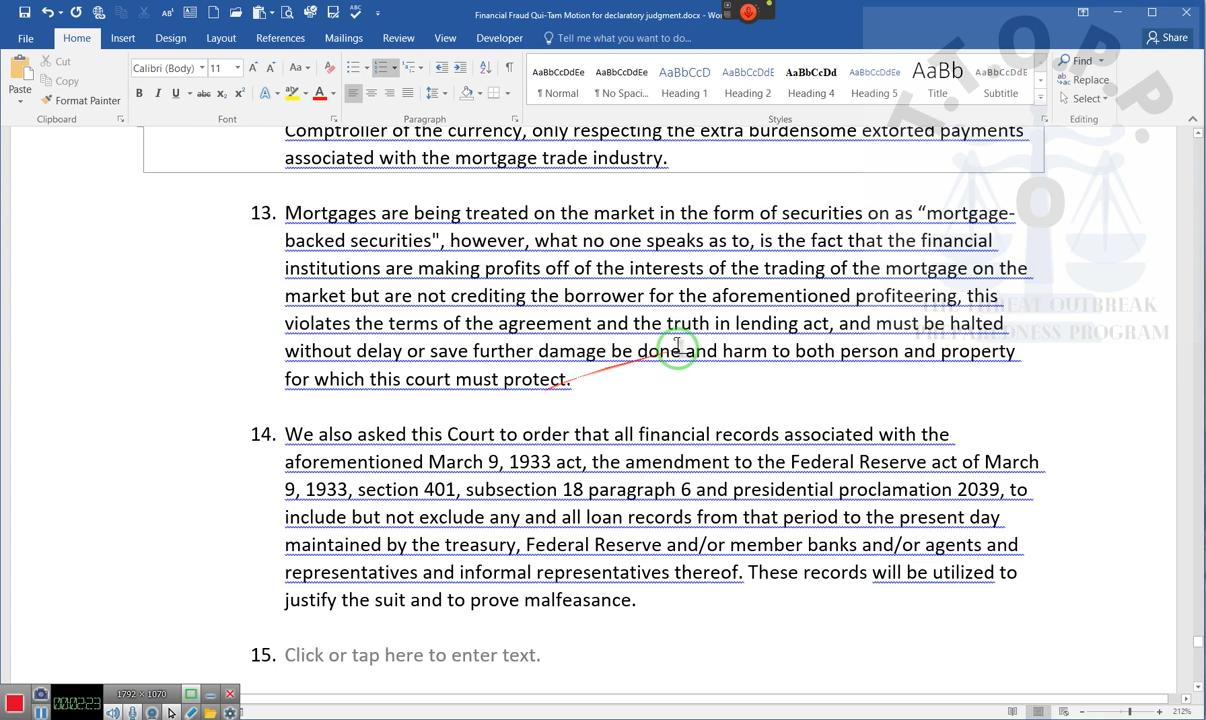 Financial Fraud Qui-Tam Motion for declaratory judgment.docx - Wo
File Home Insert Design Layout References Mailings Review View Developer Tell me what you want to do... Share
Paste Cut Copy Format Painter
Calibri (Body) 11
AaBbCcDdEe AaBbCcDdEe AaBbCcD AaBbCcDdEe AaBbCcDd AaBbCcDdEe AaBb AaBbCcDdEe
¶ Normal ¶ No Spaci... Heading 1 Heading 2 Heading 4 Heading 5 Title Subtitle
Find Replace Select
Clipboard Font Paragraph Styles Editing
T.O.P.P.
O
Comptroller of the currency, only respecting the extra burdensome extorted payments
associated with the mortgage trade industry.
13. Mortgages are being treated on the market in the form of securities on as “mortgage-
backed securities", however, what no one speaks as to, is the fact that the financial
institutions are making profits off of the interests of the trading of the mortgage on the
market but are not crediting the borrower for the aforementioned profiteering, this
violates the terms of the agreement and the truth in lending act, and must be halted
without delay or save further damage be done and harm to both person and property
for which this court must protect.
THE THREAT OUTBREAK
PREPAREDNESS PROGRAM
14. We also asked this Court to order that all financial records associated with the
aforementioned March 9, 1933 act, the amendment to the Federal Reserve act of March
9, 1933, section 401, subsection 18 paragraph 6 and presidential proclamation 2039, to
include but not exclude any and all loan records from that period to the present day
maintained by the treasury, Federal Reserve and/or member banks and/or agents and
representatives and informal representatives thereof. These records will be utilized to
justify the suit and to prove malfeasance.
15. Click or tap here to enter text.
1792 × 1070
212%